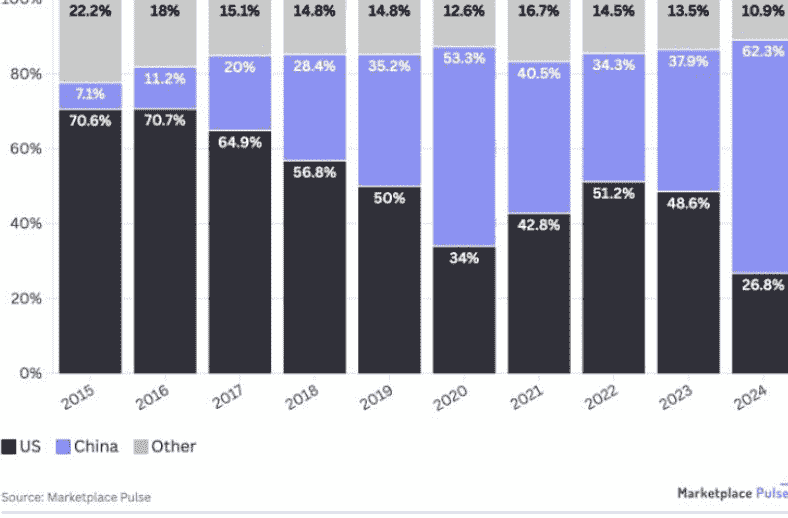 100%
22.2% 18% 15.1% 14.8% 14.8% 12.6% 16.7% 14.5% 13.5% 10.9%
80%
7.1% 11.2% 20% 28.4% 35.2% 53.3% 40.5% 34.3% 37.9% 62.3%
70.6% 70.7% 64.9% 56.8% 50% 34% 42.8% 51.2% 48.6% 26.8%
60%
40%
20%
0%
2015 2016 2017 2018 2019 2020 2021 2022 2023 2024
US China Other
Source: Marketplace Pulse
Marketplace Pulse